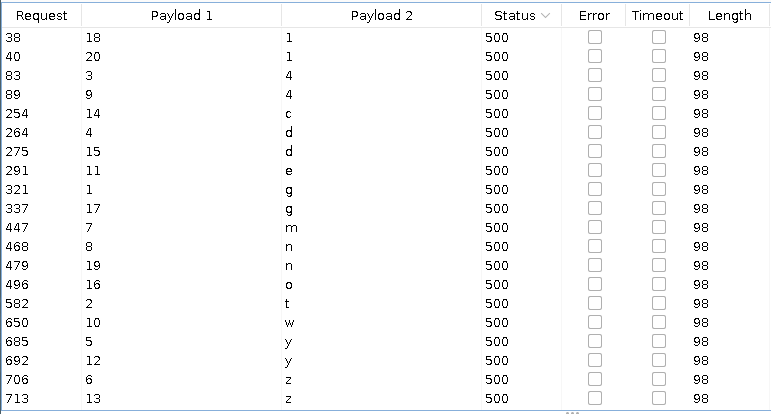 Request Payload 1 Payload 2 Status Error Timeout Length
38 18 1 500 98
40 20 1 500 98
83 3 4 500 98
89 9 4 500 98
254 14 c 500 98
264 4 d 500 98
275 15 d 500 98
291 11 e 500 98
321 1 g 500 98
337 17 g 500 98
447 7 m 500 98
468 8 n 500 98
479 19 n 500 98
496 16 o 500 98
582 2 t 500 98
650 10 w 500 98
685 5 y 500 98
692 12 y 500 98
706 6 z 500 98
713 13 z 500 98